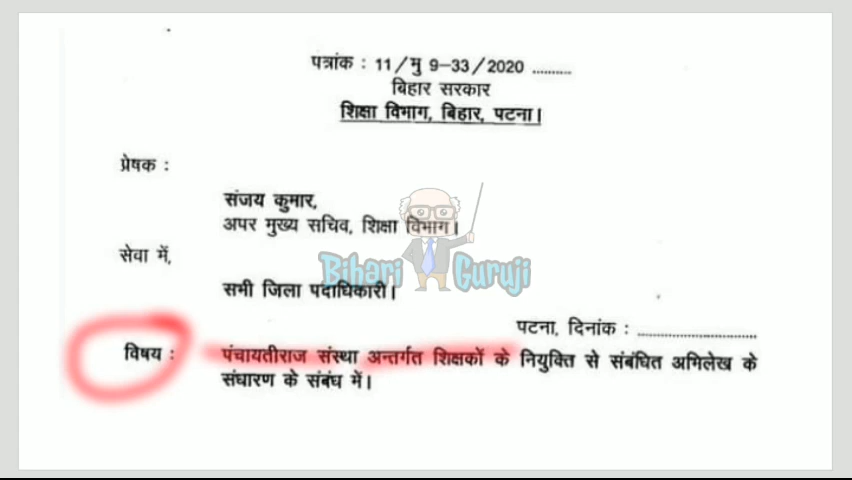 पत्रांक : 11/मु 9-33/2020 ...........
बिहार सरकार
शिक्षा विभाग, बिहार, पटना।
प्रेषक :
संजय कुमार,
अपर मुख्य सचिव, शिक्षा विभाग।
सेवा में,
Bihari Guruji
सभी जिला पदाधिकारी।
पटना, दिनांक : ................................
विषय : पंचायतीराज संस्था अन्तर्गत शिक्षकों के नियुक्ति से संबंधित अभिलेख के
संधारण के संबंध में।